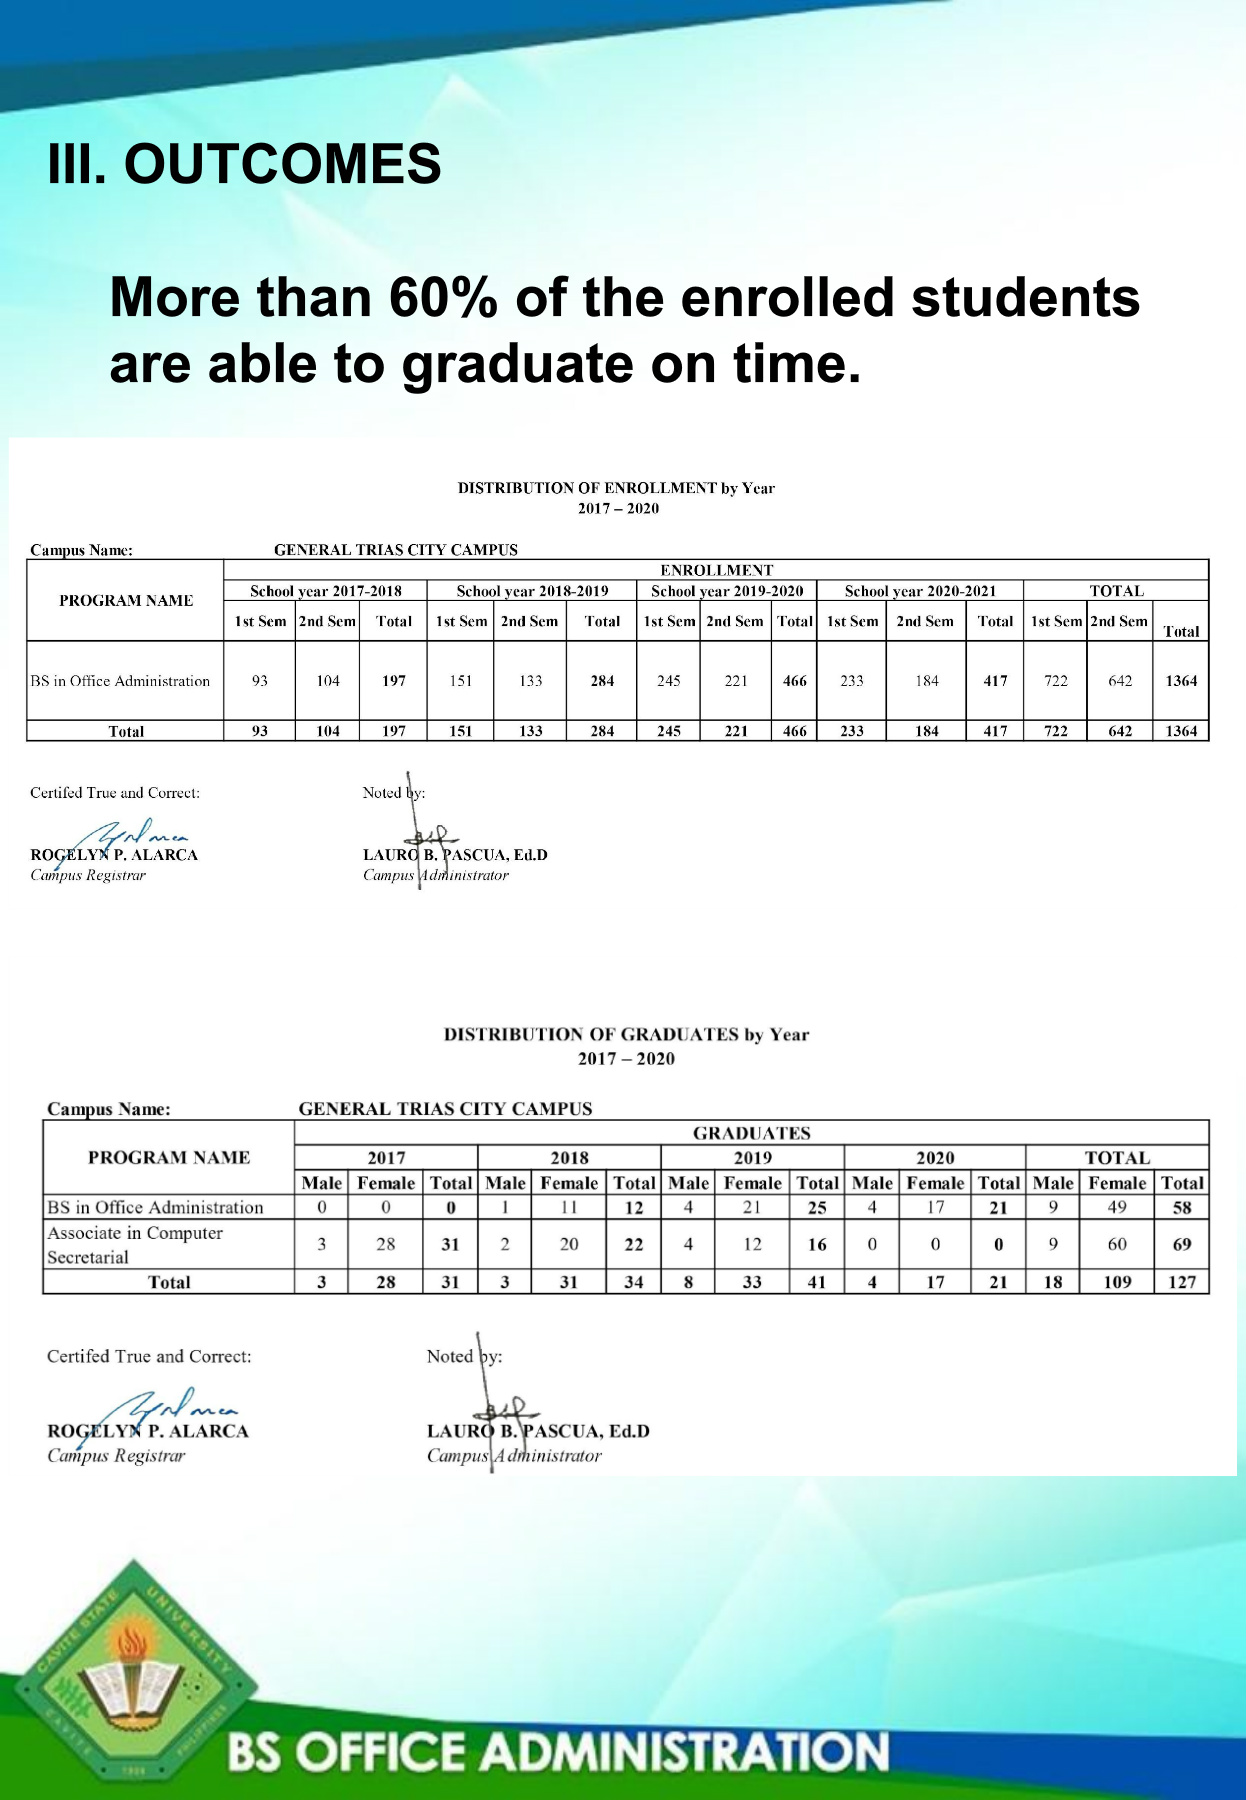 III. OUTCOMES
More than 60% of the enrolled students
are able to graduate on time.
DISTRIBUTION OF ENROLLMENT by Year
2017 – 2020
Campus Name: GENERAL TRIAS CITY CAMPUS
PROGRAM NAME ENROLLMENT
School year 2017-2018 School year 2018-2019 School year 2019-2020 School year 2020-2021 TOTAL
1st Sem 2nd Sem Total 1st Sem 2nd Sem Total 1st Sem 2nd Sem Total 1st Sem 2nd Sem Total 1st Sem 2nd Sem Total
BS in Office Administration 93 104 197 151 133 284 245 221 466 233 184 417 722 642 1364
Total 93 104 197 151 133 284 245 221 466 233 184 417 722 642 1364
Certifed True and Correct: Noted by:
ROGELYN P. ALARCA LAURO B. PASCUA, Ed.D
Campus Registrar Campus Administrator
DISTRIBUTION OF GRADUATES by Year
2017 – 2020
Campus Name: GENERAL TRIAS CITY CAMPUS
PROGRAM NAME GRADUATES
2017 2018 2019 2020 TOTAL
Male Female Total Male Female Total Male Female Total Male Female Total Male Female Total
BS in Office Administration 0 0 0 1 11 12 4 21 25 4 17 21 9 49 58
Associate in Computer
Secretarial 3 28 31 2 20 22 4 12 16 0 0 0 9 60 69
Total 3 28 31 3 31 34 8 33 41 4 17 21 18 109 127
Certifed True and Correct: Noted by:
ROGELYN P. ALARCA LAURO B. PASCUA, Ed.D
Campus Registrar Campus Administrator
CAVITE STATE UNIVERSITY
CAVITE PHILIPPINES
1906
BS OFFICE ADMINISTRATION